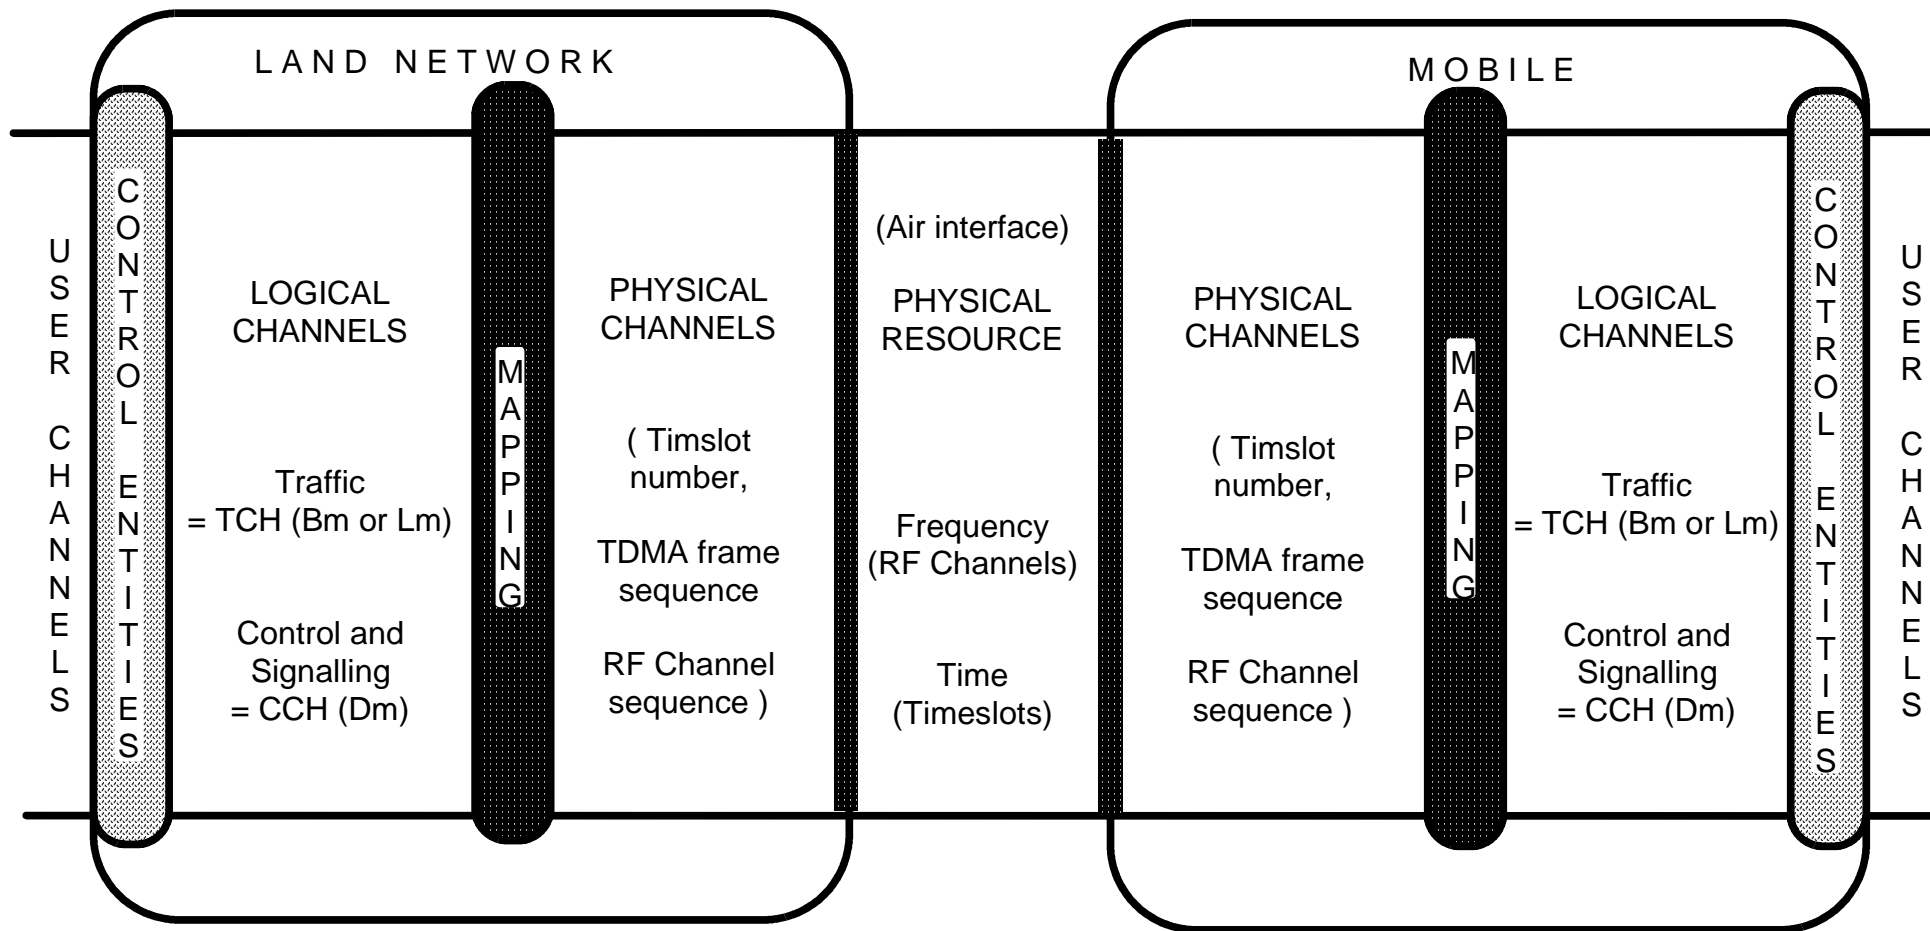 LAND NETWORK
MOBILE
USER CHANNELS
CONTROL ENTITIES
LOGICAL
CHANNELS
Traffic
= TCH (Bm or Lm)
Control and
Signalling
= CCH (Dm)
MAPPING
PHYSICAL
CHANNELS
( Timslot
number,
TDMA frame
sequence
RF Channel
sequence )
(Air interface)
PHYSICAL
RESOURCE
Frequency
(RF Channels)
Time
(Timeslots)
PHYSICAL
CHANNELS
( Timslot
number,
TDMA frame
sequence
RF Channel
sequence )
MAPPING
LOGICAL
CHANNELS
Traffic
= TCH (Bm or Lm)
Control and
Signalling
= CCH (Dm)
CONTROL ENTITIES
USER CHANNELS